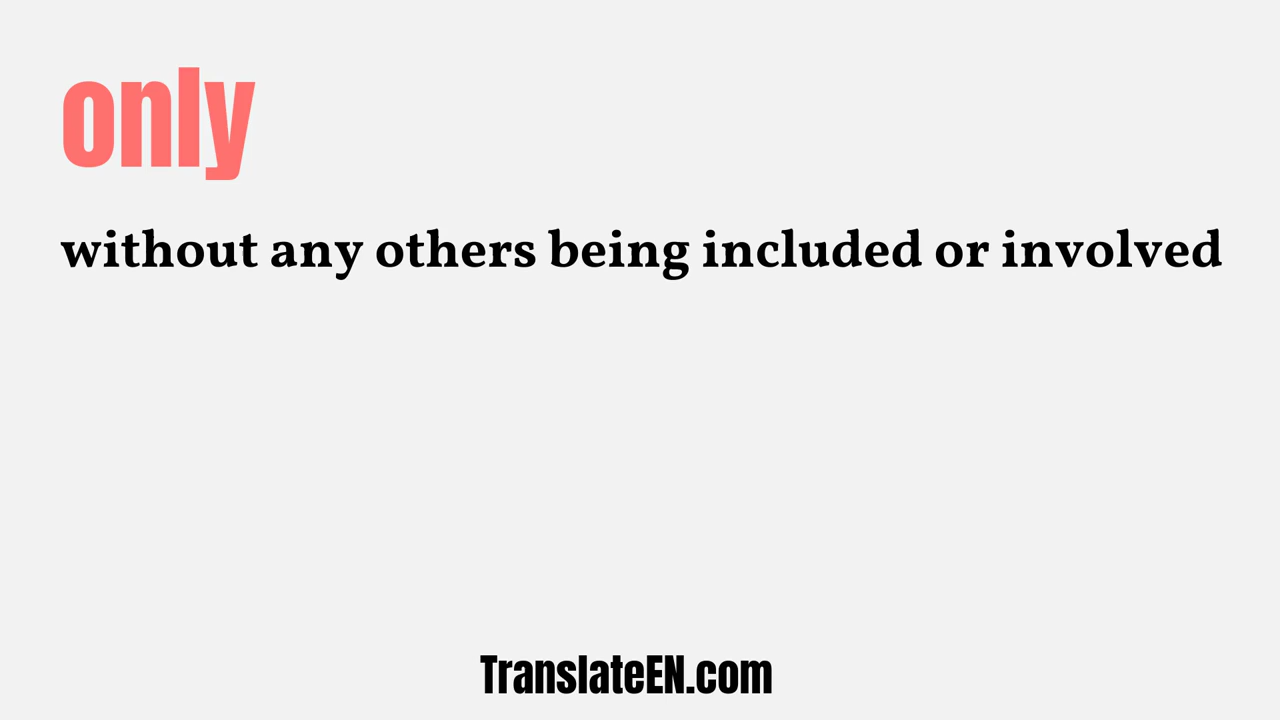 only
without any others being included or involved
TranslateEN.com